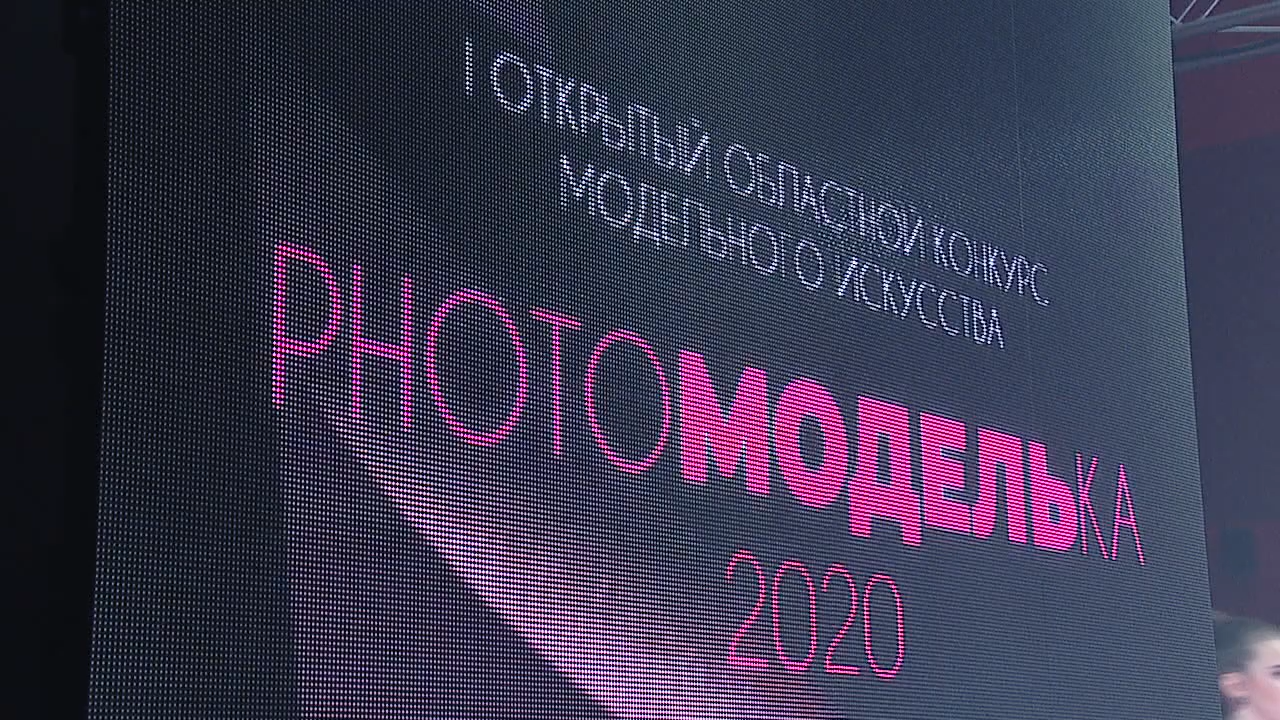 I ОТКРЫТЫЙ ОБЛАСТНОЙ КОНКУРС
МОДЕЛЬНОГО ИСКУССТВА
PHOTOМОДЕЛЬКА
2020